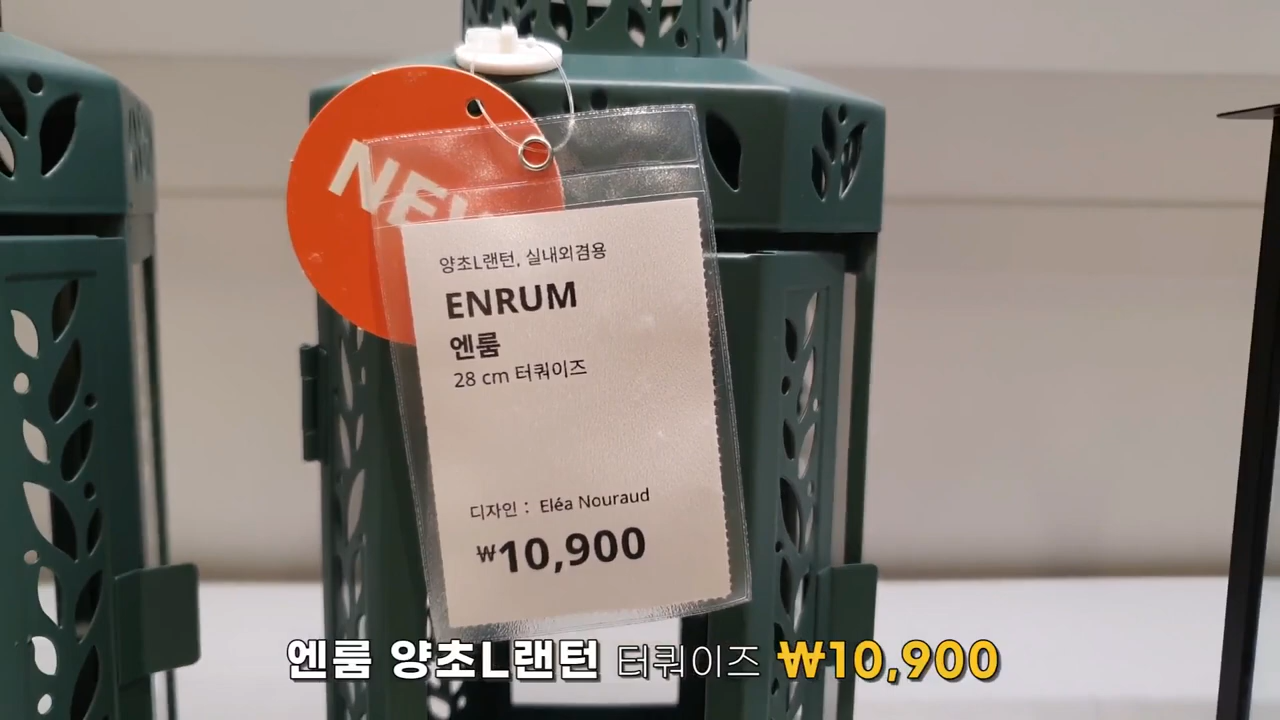 NEW
양초L랜턴, 실내외겸용
ENRUM
엔룸
28 cm 터쿼이즈
디자인 : Eléa Nouraud
₩10,900
엔룸 양초L랜턴 터쿼이즈 ₩10,900